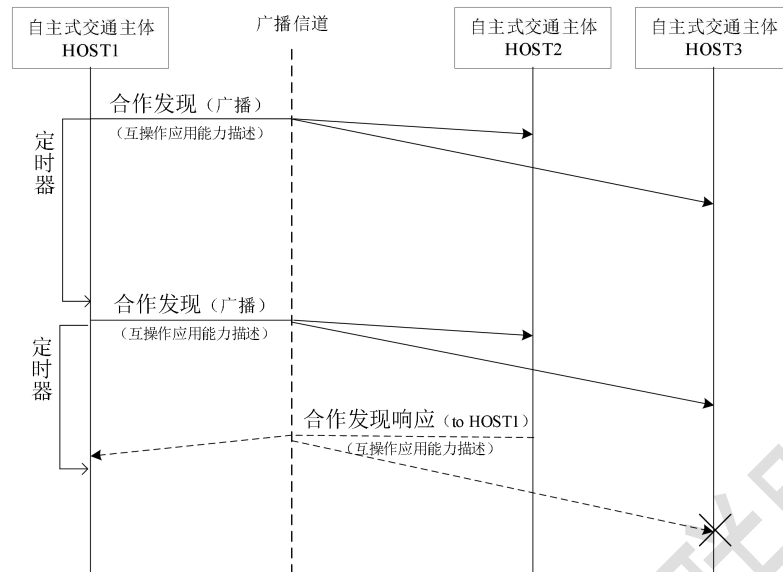 自主式交通主体
HOST1
广播信道
自主式交通主体
HOST2
自主式交通主体
HOST3
合作发现（广播）
（互操作应用能力描述）
定时器
合作发现（广播）
（互操作应用能力描述）
定时器
合作发现响应（to HOST1）
（互操作应用能力描述）